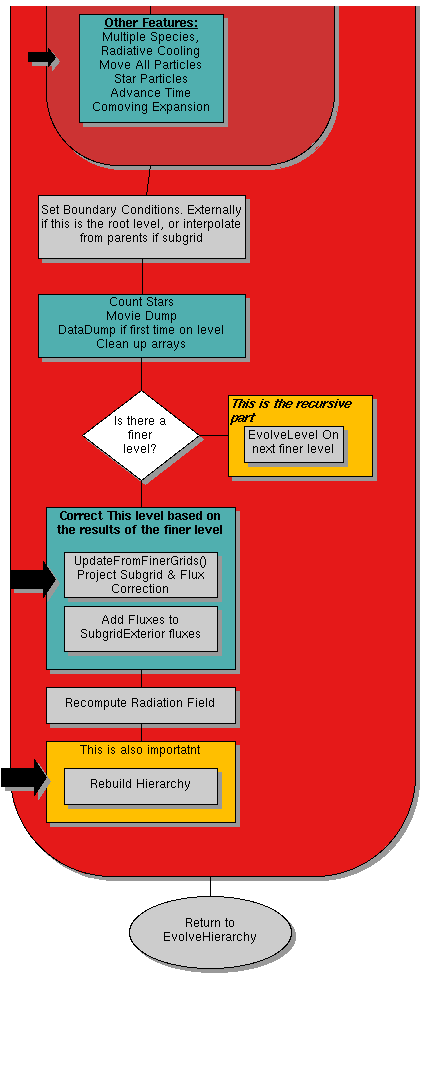 Other Features:
Multiple Species,
Radiative Cooling
Move All Particles
Star Particles
Advance Time
Comoving Expansion
Set Boundary Conditions. Externally
if this is the root level, or interpolate
from parents if subgrid
Count Stars
Movie Dump
DataDump if first time on level
Clean up arrays
Is there a
finer
level?
This is the recursive
part
EvolveLevel On
next finer level
Correct This level based on
the results of the finer level
UpdateFromFinerGrids()
Project Subgrid & Flux
Correction
Add Fluxes to
SubgridExterior fluxes
Recompute Radiation Field
This is also importatnt
Rebuild Hierarchy
Return to
EvolveHierarchy